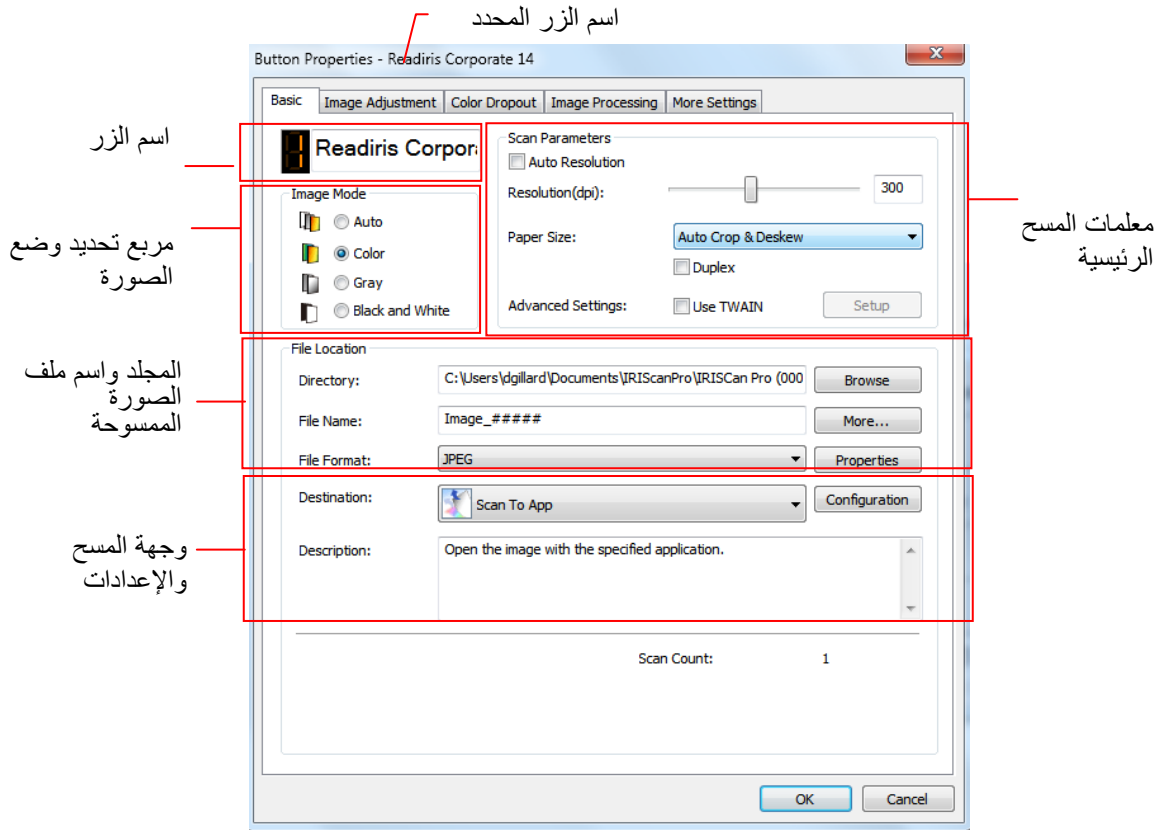 اسم الزر المحدد
Button Properties - Readiris Corporate 14
Basic Image Adjustment Color Dropout Image Processing More Settings
اسم الزر
Readiris Corpor
Scan Parameters
Auto Resolution
Resolution(dpi): 300
Paper Size: Auto Crop & Deskew
Duplex
Advanced Settings: Use TWAIN Setup
معلمات المسح
الرئيسية
Image Mode
Auto
Color
Gray
Black and White
مربع تحديد وضع
الصورة
File Location
Directory: C:\Users\dgillard\Documents\IRIScanPro\IRISCan Pro (000 Browse
File Name: Image_##### More...
File Format: JPEG Properties
المجلد واسم ملف
الصورة
الممسوحة
Destination: Scan To App Configuration
Description: Open the image with the specified application.
وجهة المسح
والإعدادات
Scan Count: 1
OK Cancel